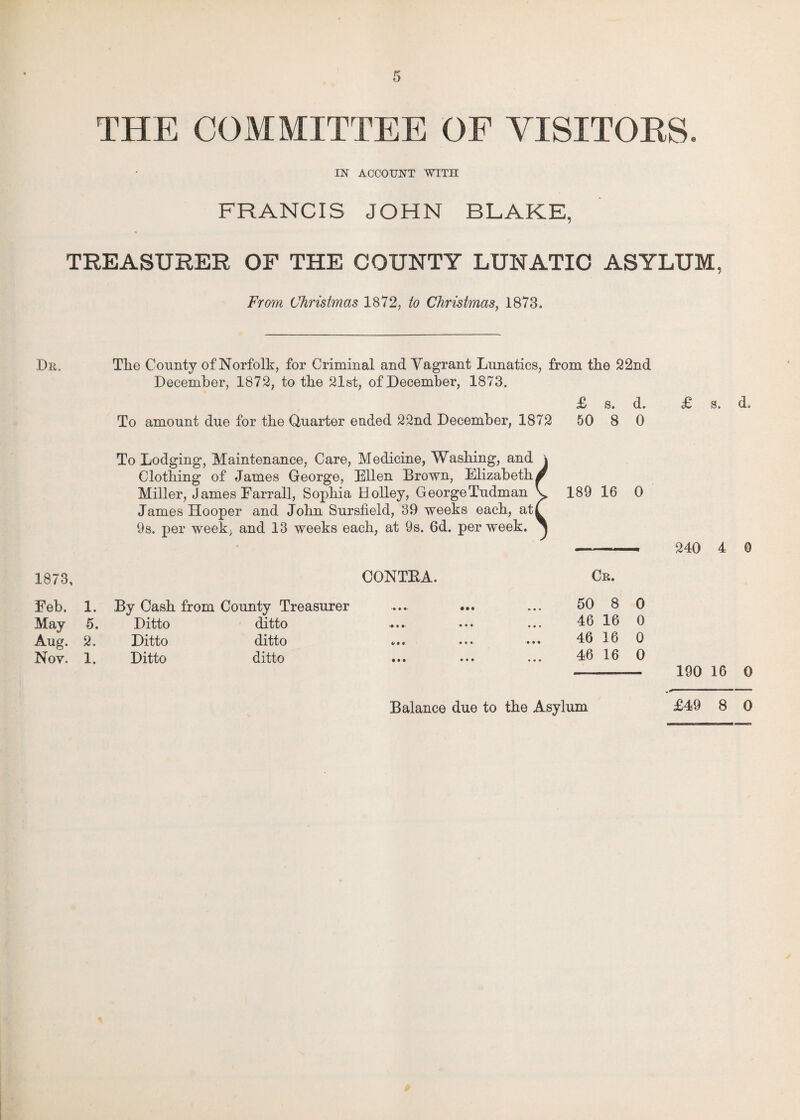 5
THE COMMITTEE OF VISITORS.
IN ACCOUNT WITH
FRANCIS JOHN BLAKE,
TREASURER OF THE COUNTY LUNATIC ASYLUM,
From Christmas 1872, to Christmas, 1873.
DR. The County of Norfolk, for Criminal and Vagrant Lunatics, from the 22nd
December, 1872, to the 21st, of December, 1873.
£ s. d. £ s. d.
To amount due for the Quarter ended 22nd December, 1872 50 8 0
To Lodging, Maintenance, Care, Medicine, Washing, and
Clothing of James George, Ellen Brown, Elizabeth
Miller, James Farrall, Sophia Holley, GeorgeTudman 189 16 0
James Hooper and John Sursfield, 39 weeks each, at
9s. per week, and 13 weeks each, at 9s. 6d. per week.
240 4 0
1873, CONTRA. CR.
Feb. 1. By Cash from County Treasurer ... ... ... 50 8 0
May 5. Ditto ditto ... ... ... 46 16 0
Aug. 2. Ditto ditto ... ... ... 46 16 0
Nov. 1. Ditto ditto ... ... ... 46 16 0
190 16 0
Balance due to the Asylum £49 8 0